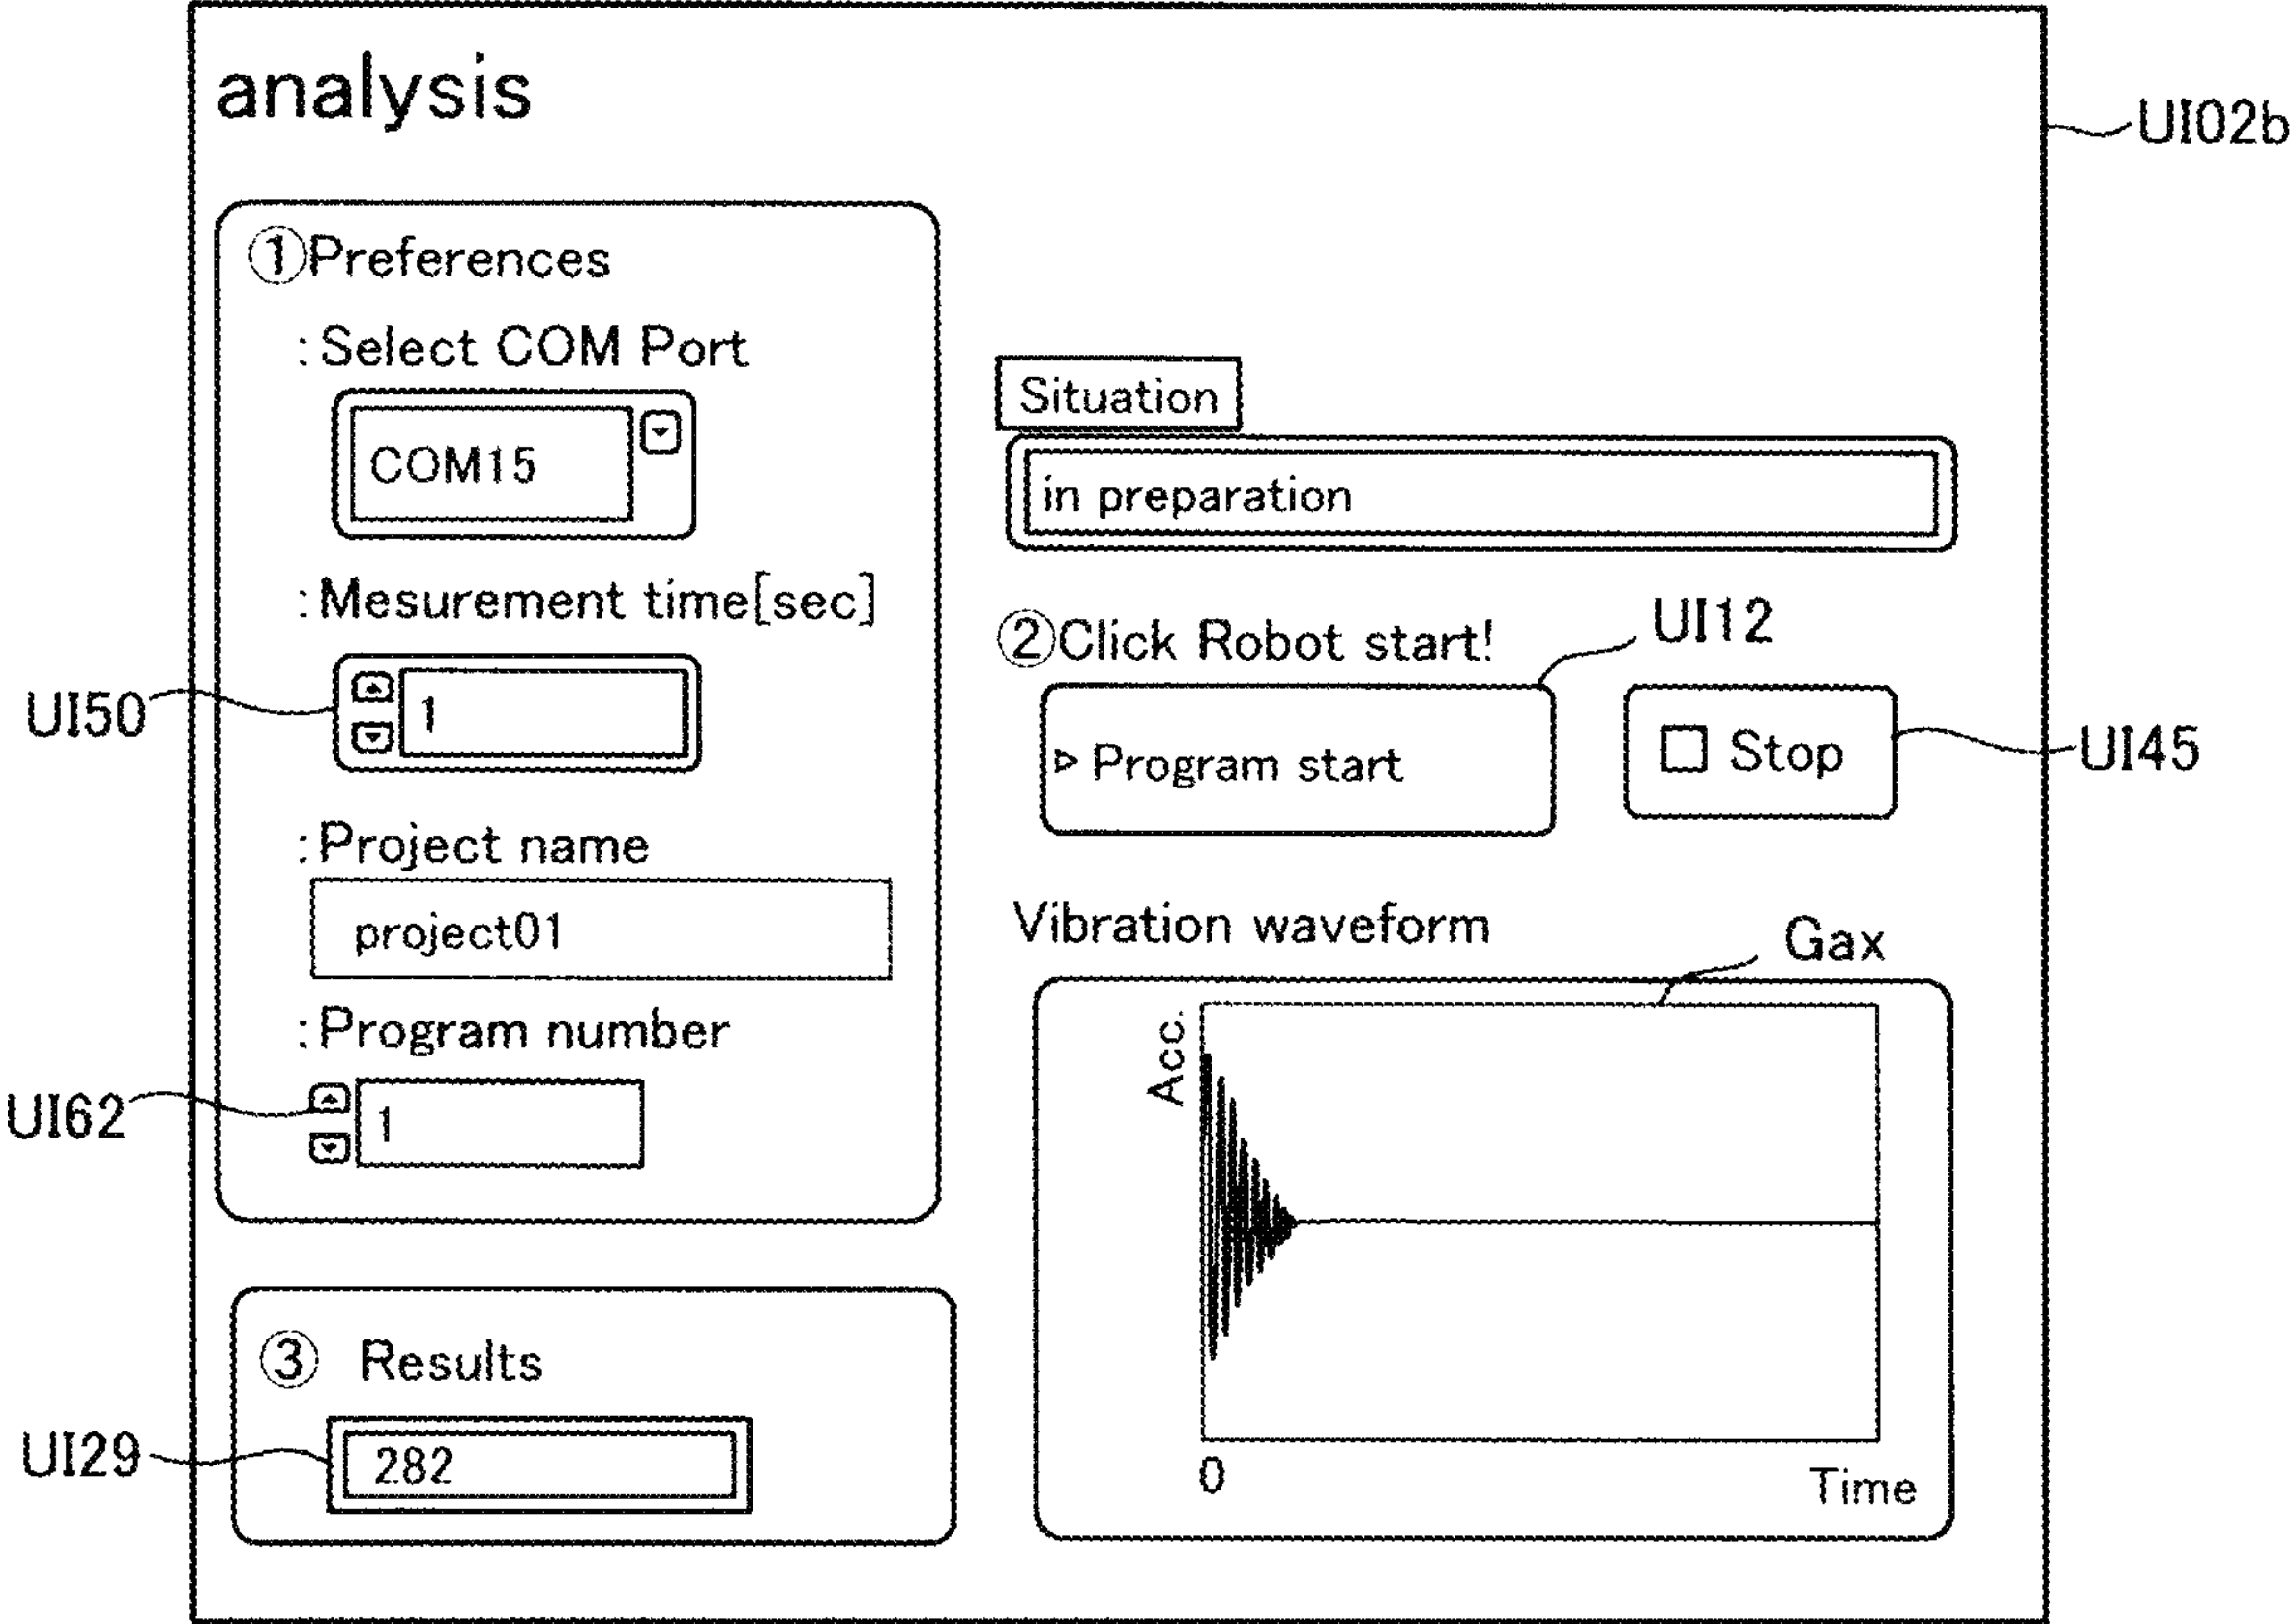 analysis
UI02b
①Preferences
:Select COM Port
COM15
:Mesurement time[sec]
UI50
1
:Project name
project01
:Program number
UI62
1
Situation
in preparation
②Click Robot start!
UI12
▷ Program start
□ Stop
UI45
Vibration waveform
Gax
Acc.
0
Time
③ Results
UI29
282